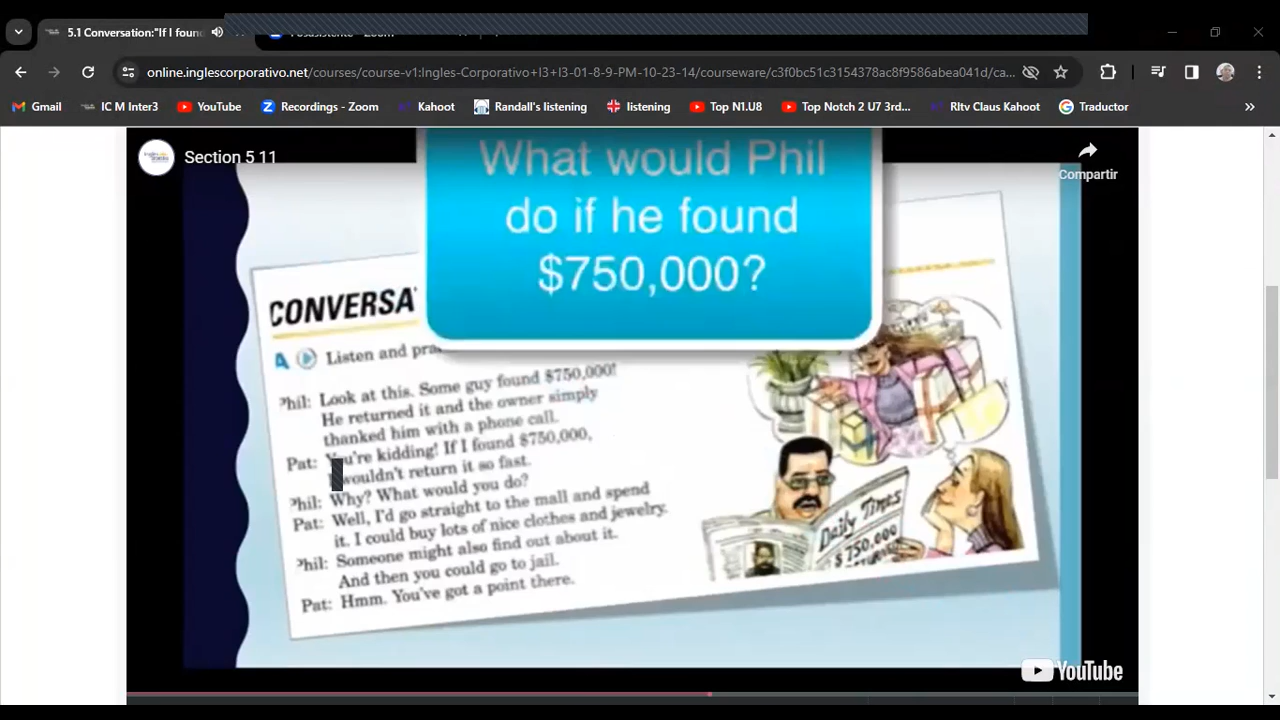 5.1 Conversation:"If I foun
online.inglescorporativo.net/courses/course-v1:Ingles-Corporativo+I3+I3-01-8-9-PM-10-23-14/courseware/c3f0bc51c3154378ac8f9586abea041d/ca...
Gmail
IC M Inter3
YouTube
Recordings - Zoom
Kahoot
Randall's listening
listening
Top N1.U8
Top Notch 2 U7 3rd...
Rltv Claus Kahoot
Traductor
Section 5 11
Compartir
What would Phil
do if he found
$750,000?
CONVERSA
A Listen and pra
Phil: Look at this. Some guy found $750,000!
He returned it and the owner simply
thanked him with a phone call.
Pat: You're kidding! If I found $750,000,
wouldn't return it so fast.
Phil: Why? What would you do?
Pat: Well, I'd go straight to the mall and spend
it. I could buy lots of nice clothes and jewelry.
Phil: Someone might also find out about it.
And then you could go to jail.
Pat: Hmm. You've got a point there.
Daily Times
$750,000
YouTube